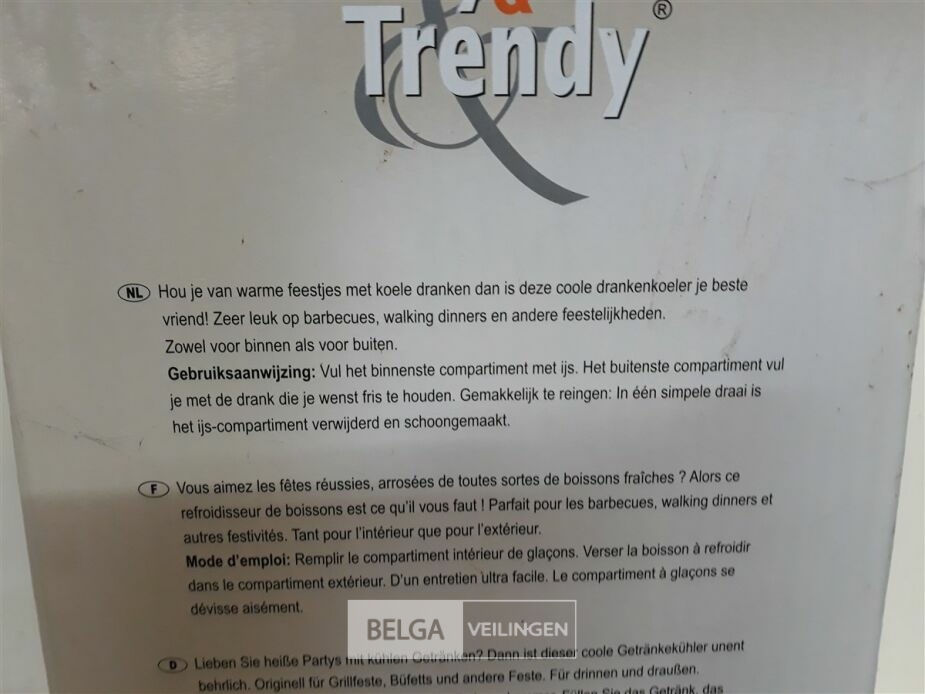 &
Trendy®
NL Hou je van warme feestjes met koele dranken dan is deze coole drankenkoeler je beste
vriend! Zeer leuk op barbecues, walking dinners en andere feestelijkheden.
Zowel voor binnen als voor buiten.
Gebruiksaanwijzing: Vul het binnenste compartiment met ijs. Het buitenste compartiment vul
je met de drank die je wenst fris te houden. Gemakkelijk te reingen: In één simpele draai is
het ijs-compartiment verwijderd en schoongemaakt.
F Vous aimez les fêtes réussies, arrosées de toutes sortes de boissons fraîches ? Alors ce
refroidisseur de boissons est ce qu'il vous faut ! Parfait pour les barbecues, walking dinners et
autres festivités. Tant pour l'intérieur que pour l'extérieur.
Mode d'emploi: Remplir le compartiment intérieur de glaçons. Verser la boisson à refroidir
dans le compartiment extérieur. D'un entretien ultra facile. Le compartiment à glaçons se
dévisse aisément.
BELGA VEILINGEN
D Lieben Sie heiße Partys mit kühlen Getränken? Dann ist dieser coole Getränkekühler unent
behrlich. Originell für Grillfeste, Büfetts und andere Feste. Für drinnen und draußen.
Füllen Sie das Getränk, das